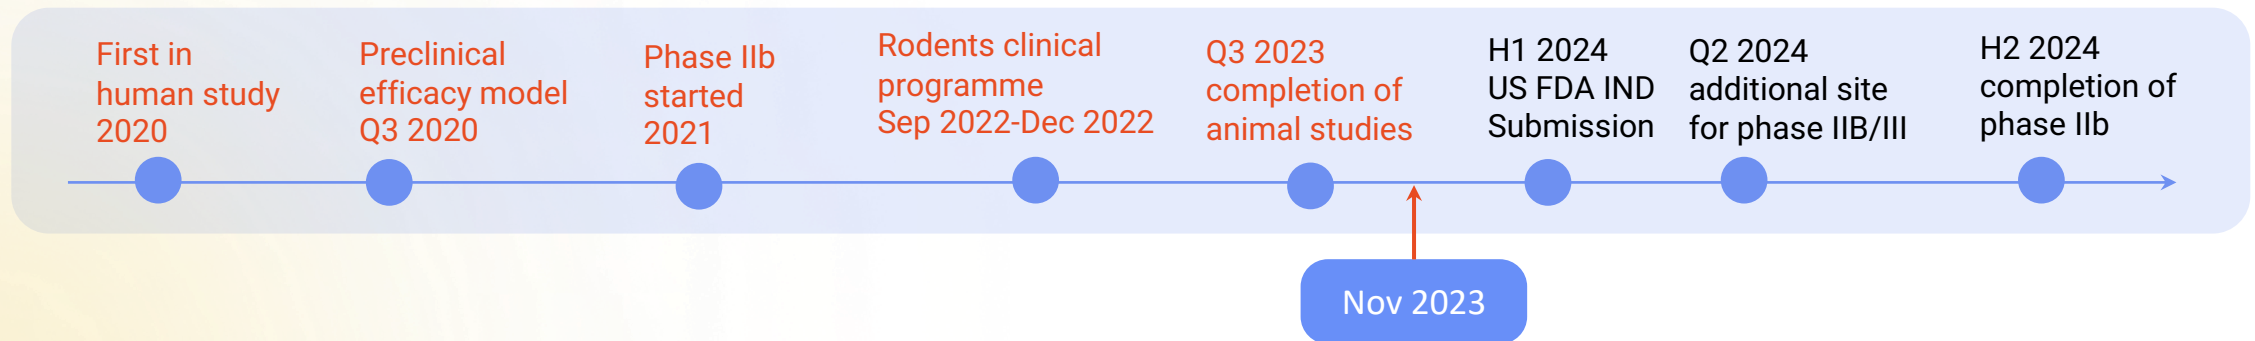 First in
human study
2020
Preclinical
efficacy model
Q3 2020
Phase IIb
started
2021
Rodents clinical
programme
Sep 2022-Dec 2022
Q3 2023
completion of
animal studies
H1 2024
US FDA IND
Submission
Q2 2024
additional site
for phase IIB/III
H2 2024
completion of
phase IIb
Nov 2023